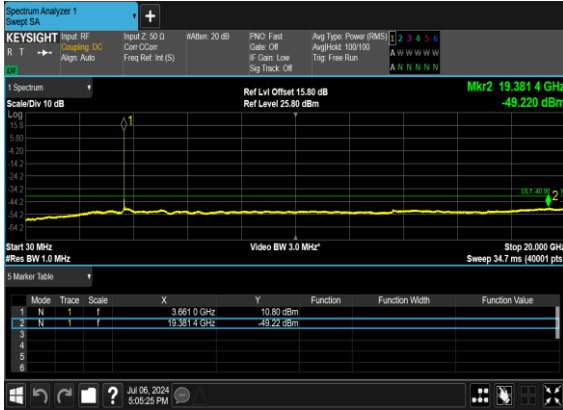 Spectrum Analyzer 1
Swept SA
+
KEYSIGHT Input: RF Input Z: 50 Ω #Atten: 20 dB PNO: Fast Avg Type: Power (RMS) 1 2 3 4 5 6
R T Coupling: DC Corr CCorr Gate: Off Avg|Hold: 100/100 A W W W W W
Align: Auto Freq Ref: Int (S) IF Gain: Low Trig: Free Run
Sig Track: Off A N N N N N
1 Spectrum Ref Lvl Offset 15.80 dB Mkr2 19.381 4 GHz
Scale/Div 10 dB Ref Level 25.80 dBm -49.220 dBm
Log
15.8
5.80
-4.20
-14.2
-24.2
-34.2
-44.2
-54.2
-64.2
1
2
Start 30 MHz Video BW 3.0 MHz* Stop 20.000 GHz
#Res BW 1.0 MHz Sweep 34.7 ms (40001 pts)
5 Marker Table
Mode Trace Scale X Y Function Function Width Function Value
1 N 1 f 3.661 0 GHz 10.80 dBm
2 N 1 f 19.381 4 GHz -49.22 dBm
3
4
5
6
? Jul 06, 2024
5:05:25 PM